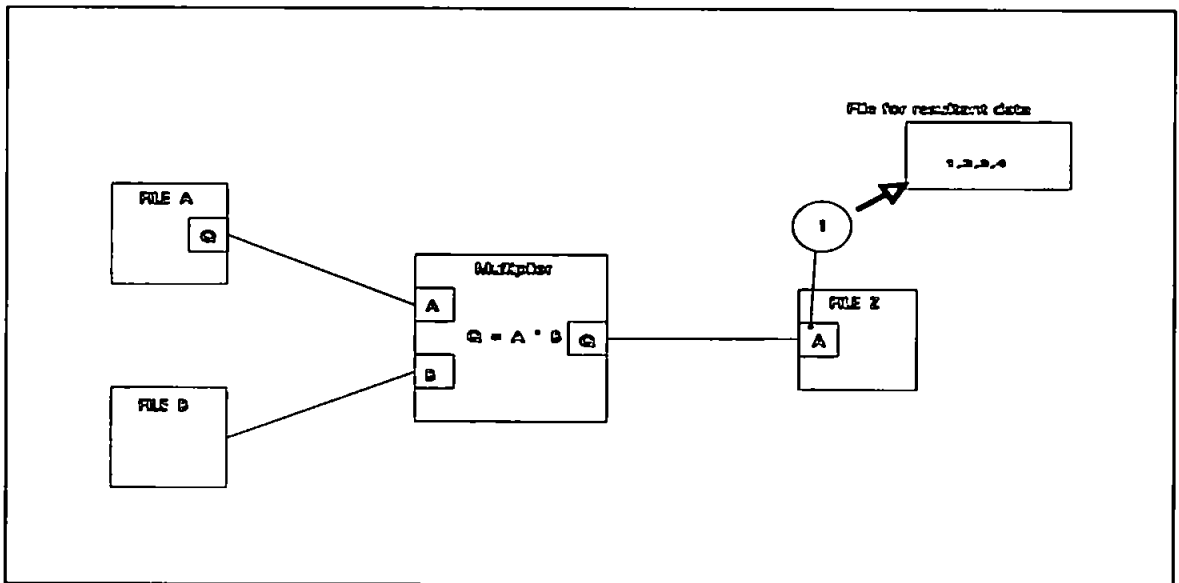 File for resultant data
1,2,3,4
FILE A
Q
1
Multiplier
A
Q = A * B
Q
B
FILE Z
A
FILE B